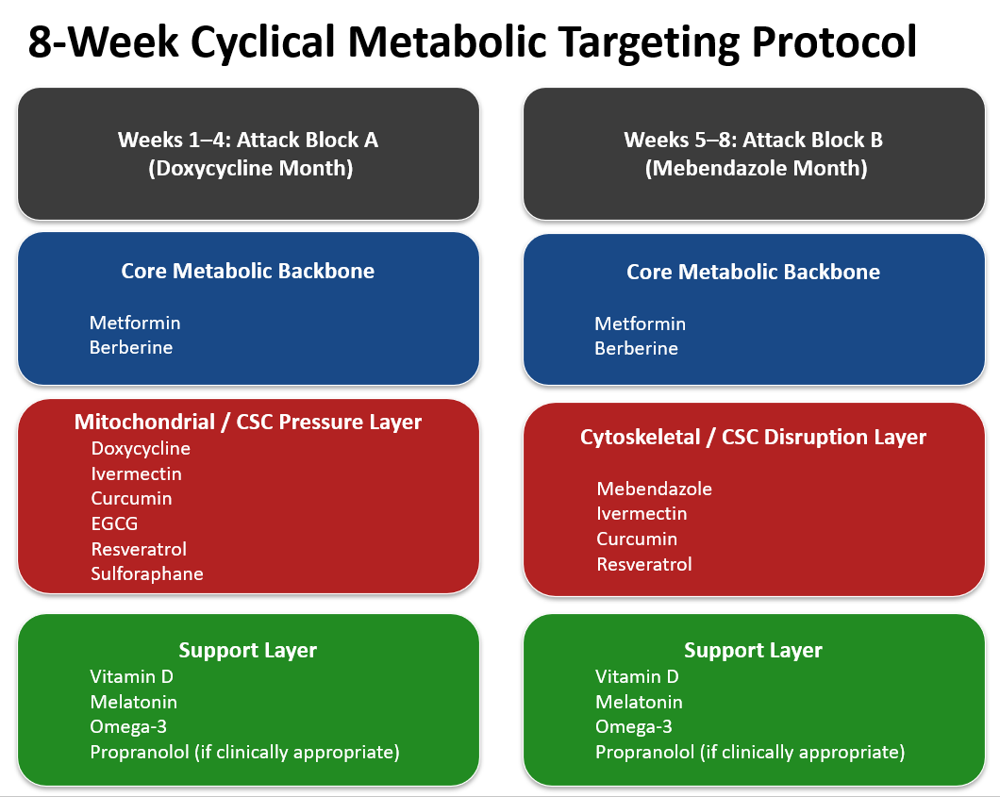 8-Week Cyclical Metabolic Targeting Protocol
Weeks 1–4: Attack Block A
(Doxycycline Month)
Core Metabolic Backbone
Metformin
Berberine
Mitochondrial / CSC Pressure Layer
Doxycycline
Ivermectin
Curcumin
EGCG
Resveratrol
Sulforaphane
Support Layer
Vitamin D
Melatonin
Omega-3
Propranolol (if clinically appropriate)
Weeks 5–8: Attack Block B
(Mebendazole Month)
Core Metabolic Backbone
Metformin
Berberine
Cytoskeletal / CSC Disruption Layer
Mebendazole
Ivermectin
Curcumin
Resveratrol
Support Layer
Vitamin D
Melatonin
Omega-3
Propranolol (if clinically appropriate)